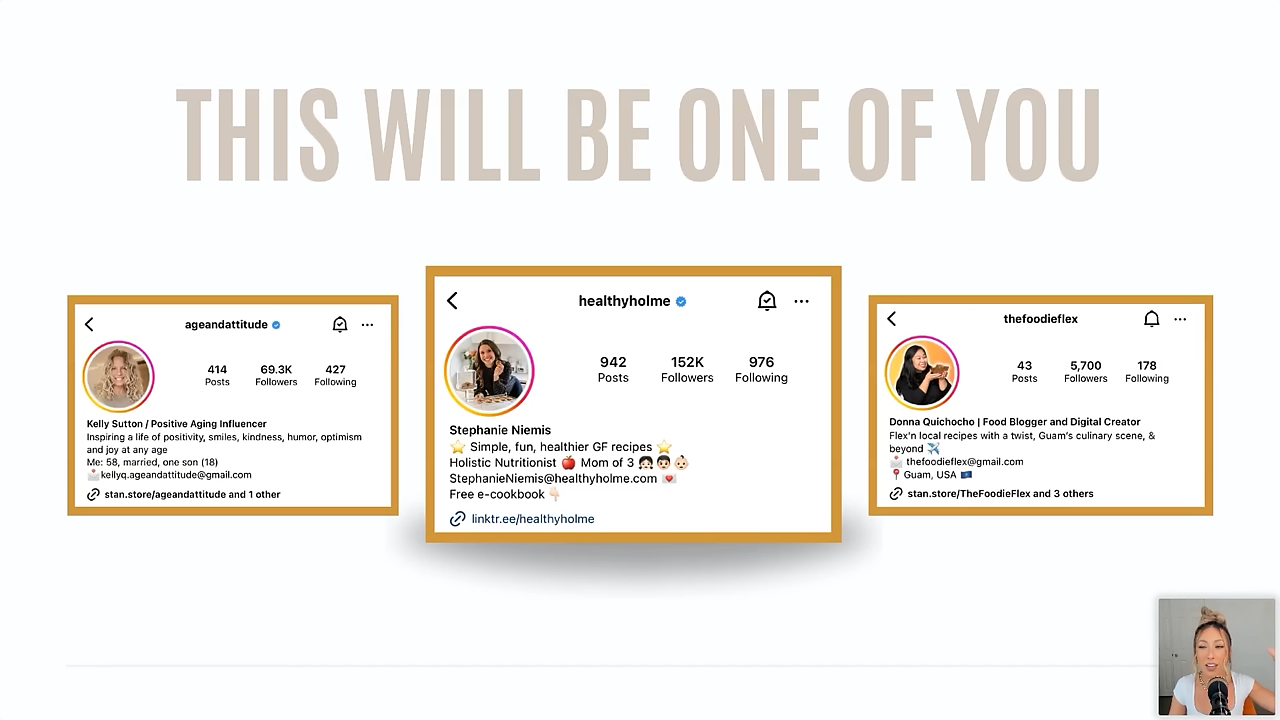 THIS WILL BE ONE OF YOU
ageandattitude
414
69.3K
427
Posts
Followers
Following
Kelly Sutton / Positive Aging Influencer
Inspiring a life of positivity, smiles, kindness, humor, optimism
and joy at any age
Me: 58, married, one son (18)
📩kellyq.ageandattitude@gmail.com
stan.store/ageandattitude and 1 other
healthyholme
942
152K
976
Posts
Followers
Following
Stephanie Niemis
⭐ Simple, fun, healthier GF recipes ⭐
Holistic Nutritionist 🍎 Mom of 3 👧🏻👦🏻👶🏻
StephanieNiemis@healthyholme.com 💌
Free e-cookbook 👇🏻
linktr.ee/healthyholme
thefoodieflex
43
5,700
178
Posts
Followers
Following
Donna Quichocho | Food Blogger and Digital Creator
Flex'n local recipes with a twist, Guam's culinary scene, &
beyond ✈️
📩 thefoodieflex@gmail.com
📍Guam, USA 🇬🇺
stan.store/TheFoodieFlex and 3 others